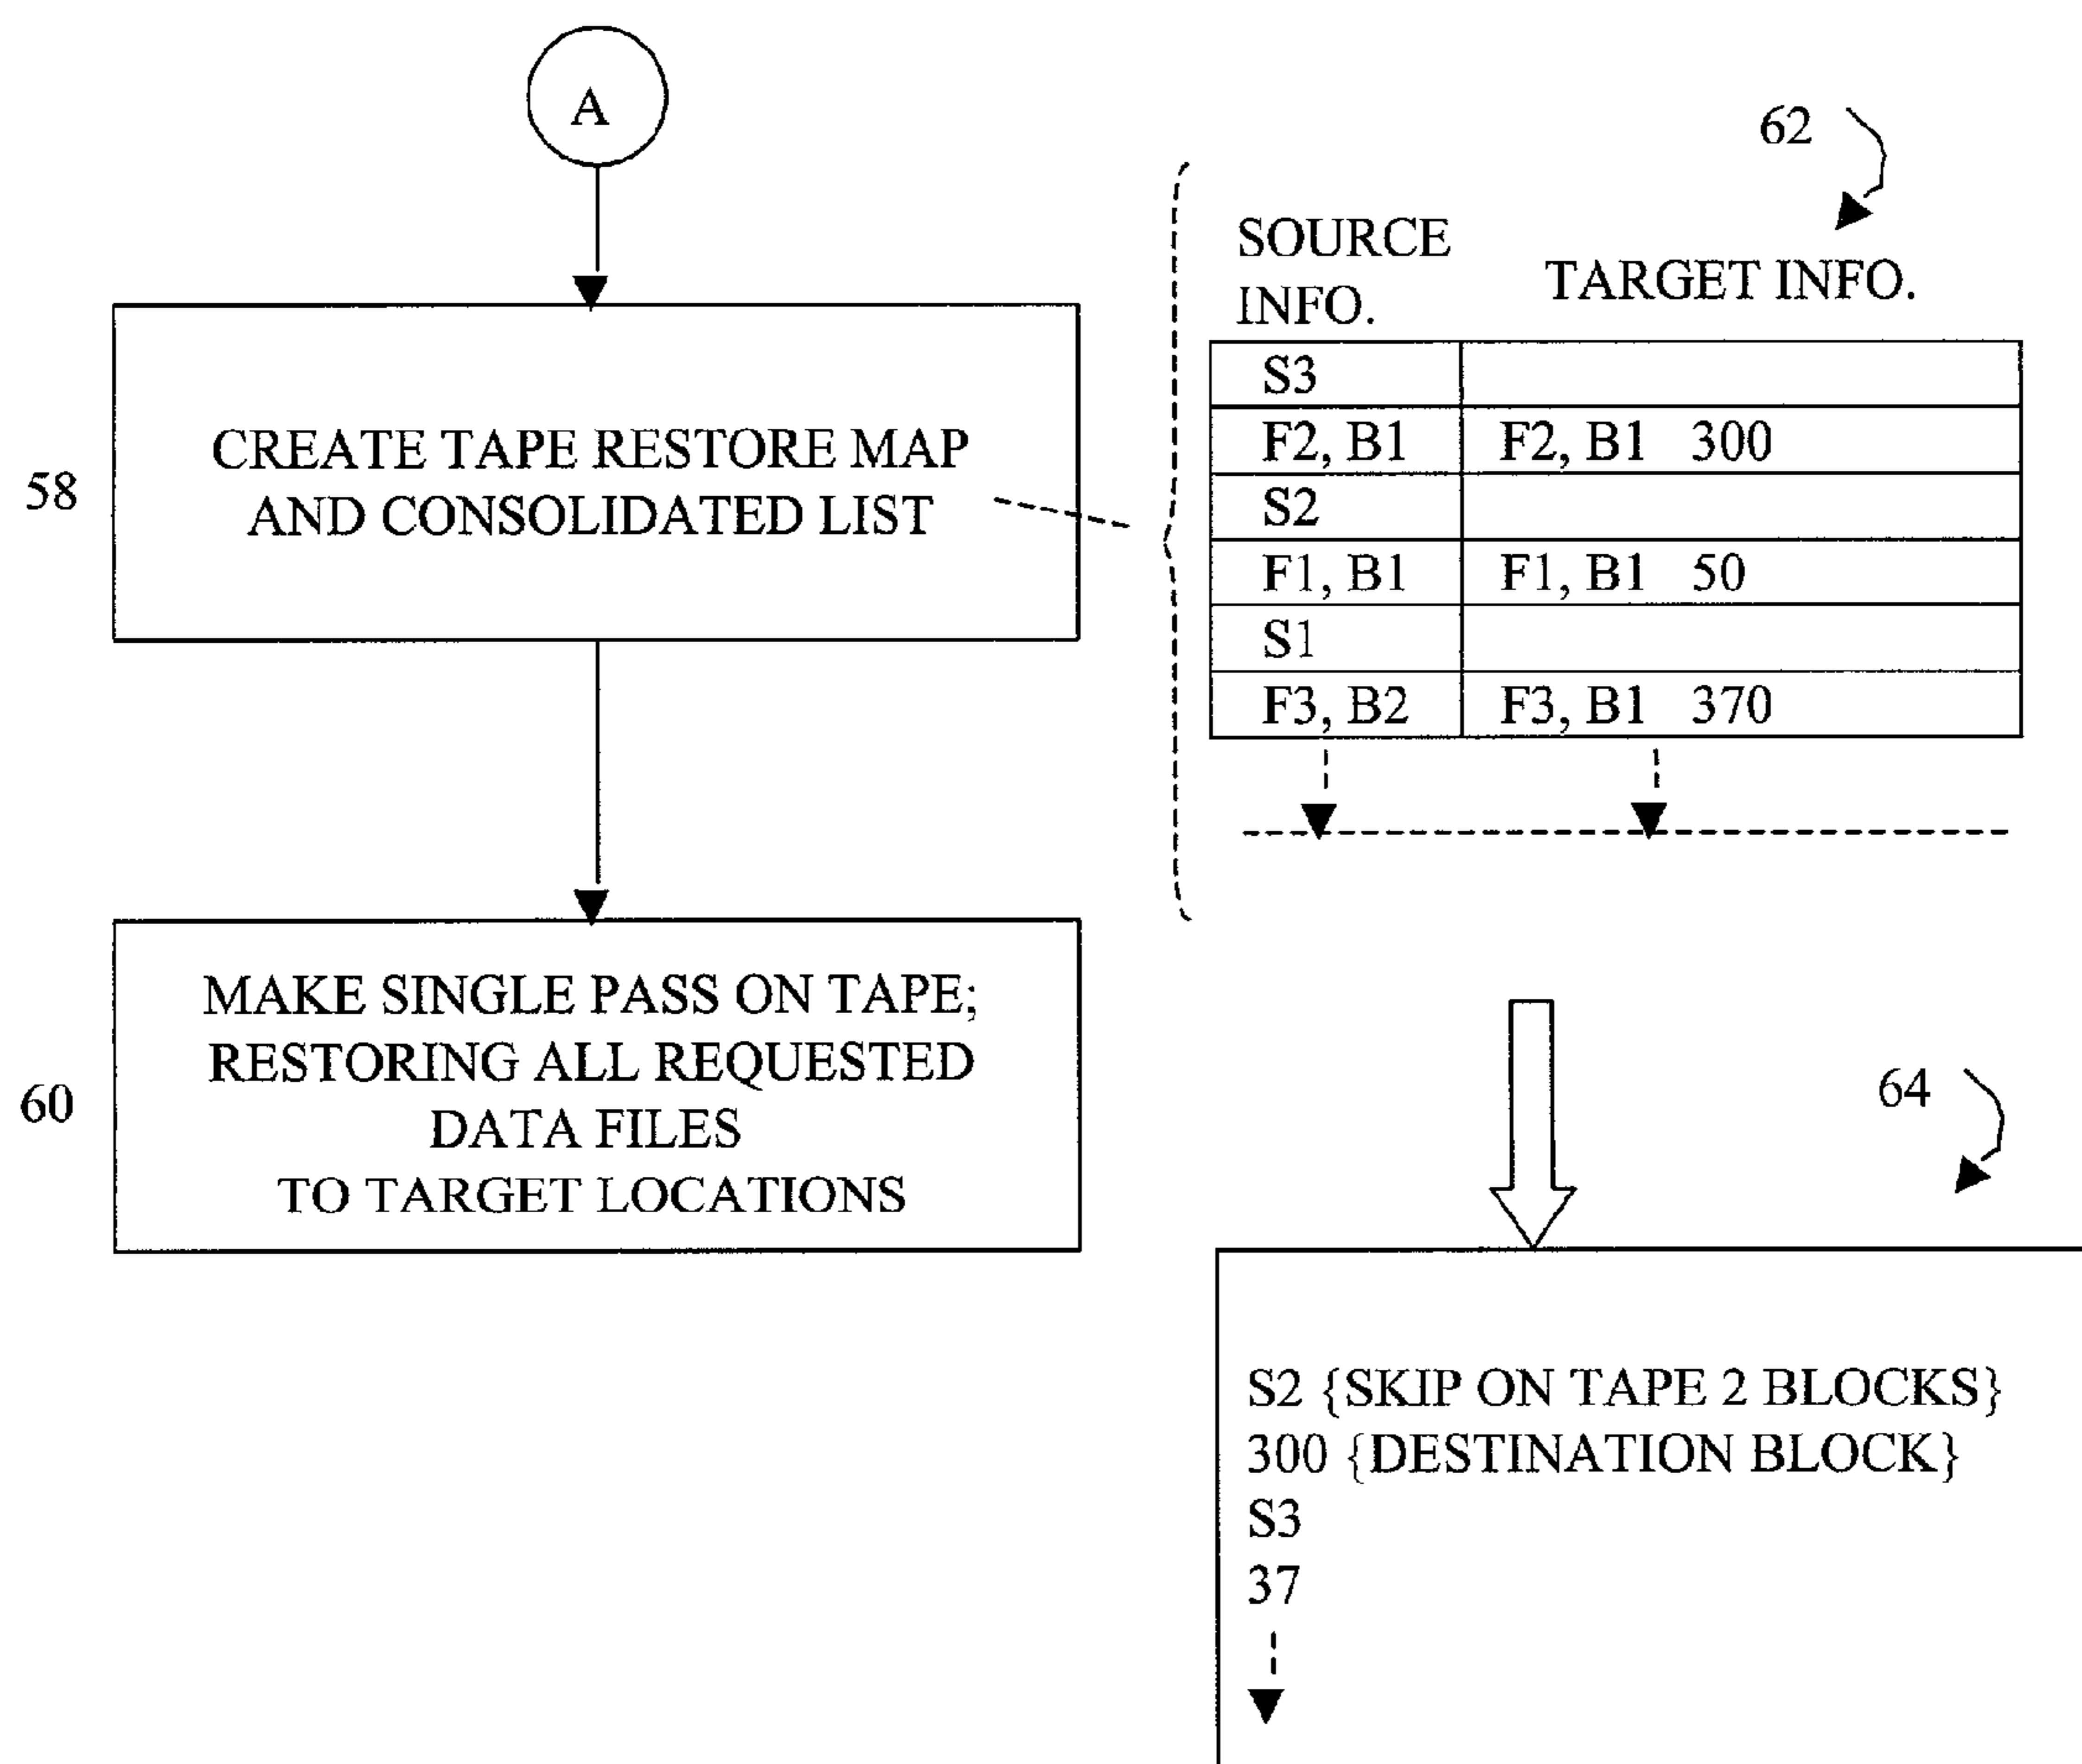 A
58
CREATE TAPE RESTORE MAP
AND CONSOLIDATED LIST
60
MAKE SINGLE PASS ON TAPE;
RESTORING ALL REQUESTED
DATA FILES
TO TARGET LOCATIONS
62
SOURCE
INFO.
TARGET INFO.
S3
F2, B1 F2, B1 300
S2
F1, B1 F1, B1 50
S1
F3, B2 F3, B1 370
64
S2 {SKIP ON TAPE 2 BLOCKS}
300 {DESTINATION BLOCK}
S3
37